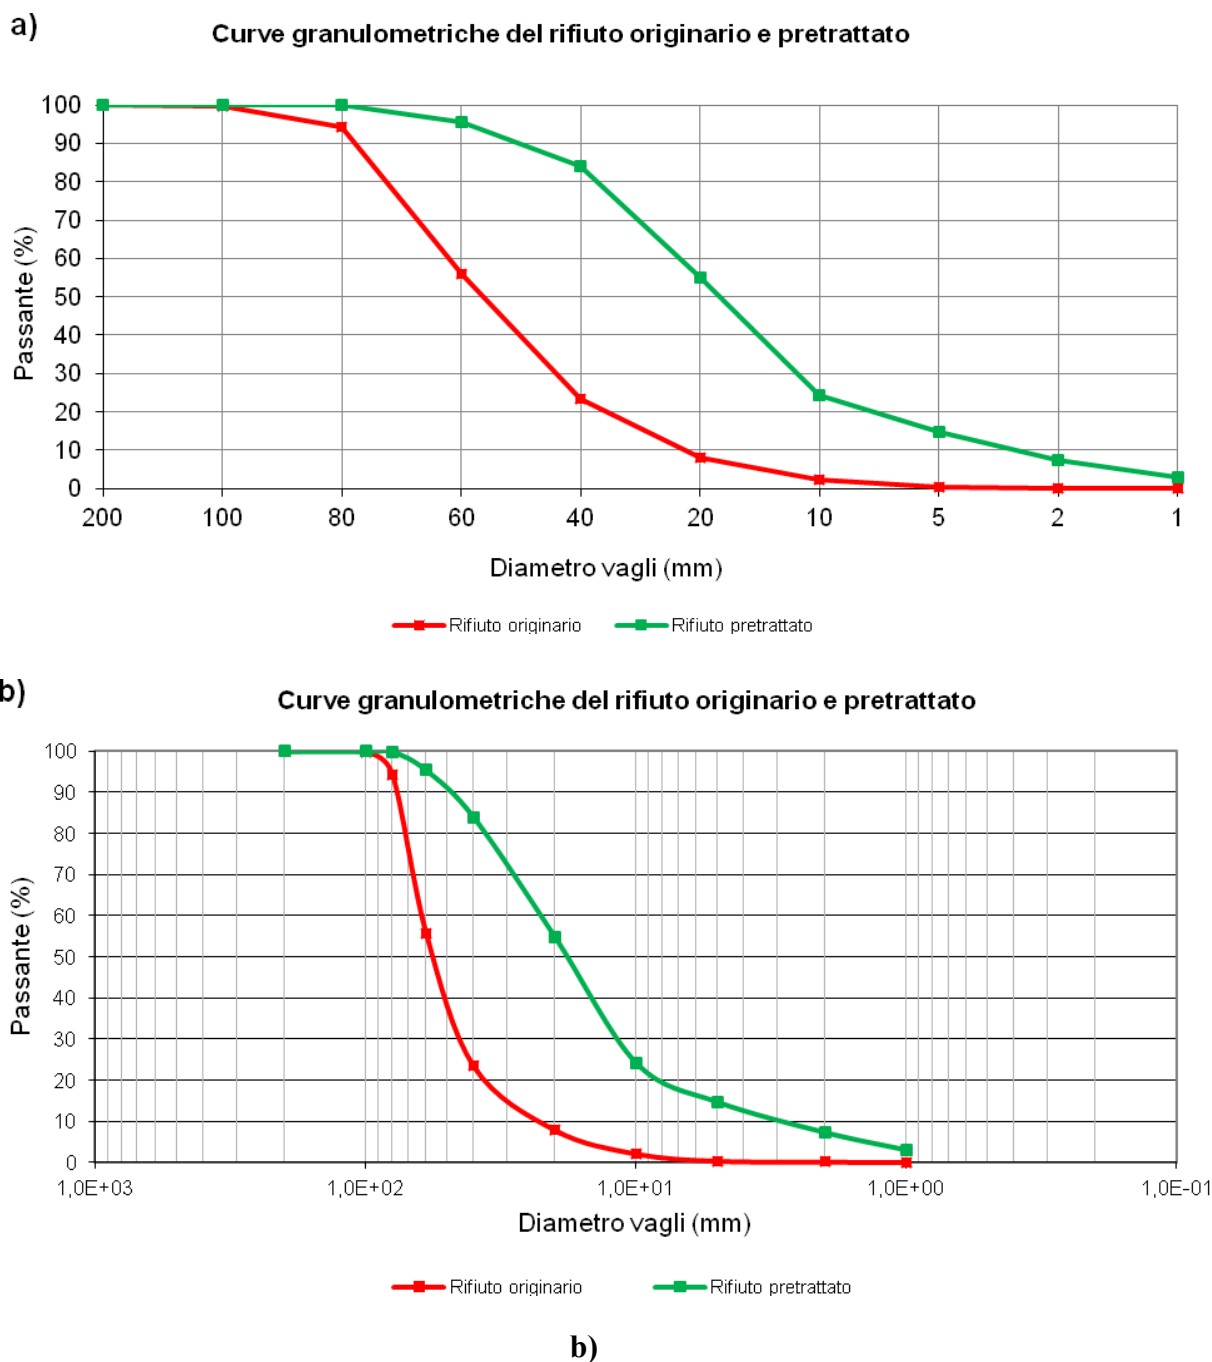 a)
Curve granulometriche del rifiuto originario e pretrattato
100
90
80
70
60
50
40
30
20
10
0
Passante (%)
200 100 80 60 40 20 10 5 2 1
Diametro vagli (mm)
Rifiuto originario Rifiuto pretrattato
b)
Curve granulometriche del rifiuto originario e pretrattato
100
90
80
70
60
50
40
30
20
10
0
Passante (%)
1,0E+03 1,0E+02 1,0E+01 1,0E+00 1,0E-01
Diametro vagli (mm)
Rifiuto originario Rifiuto pretrattato
b)